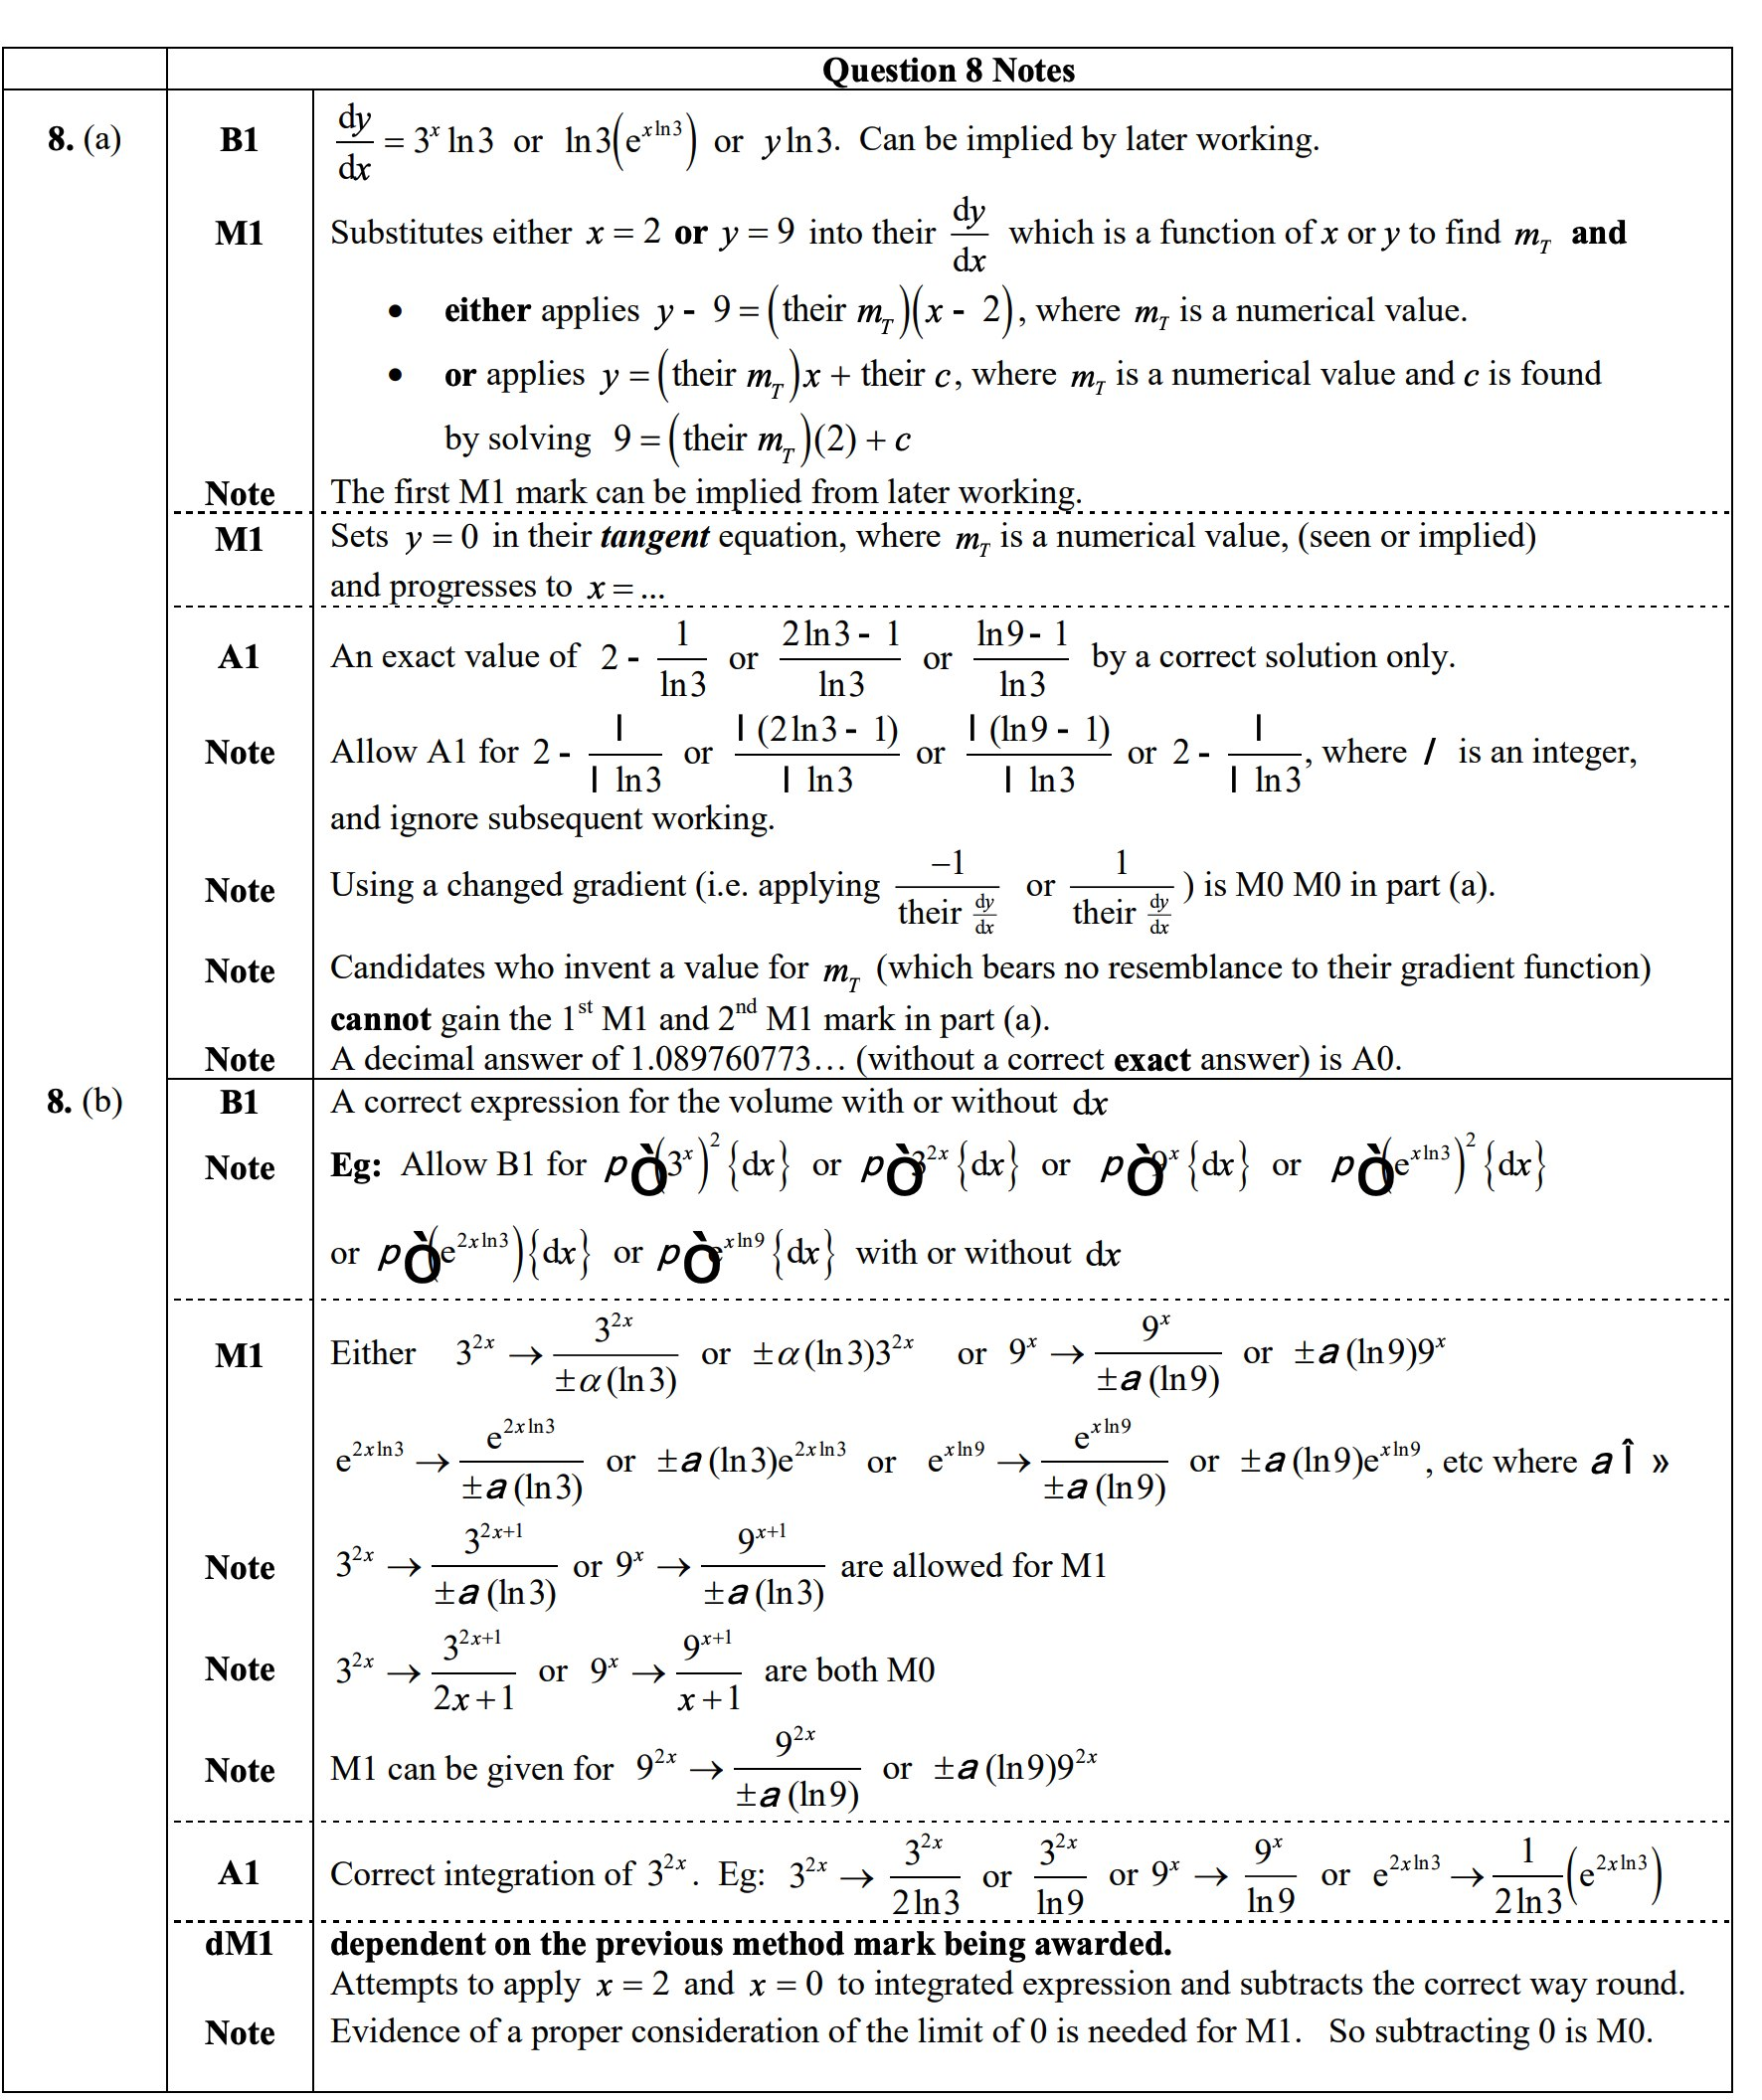 Question 8 Notes
8. (a) B1 dy/dx = 3^x ln3 or ln3(e^(x ln3)) or y ln3. Can be implied by later working.
M1 Substitutes either x = 2 or y = 9 into their dy/dx which is a function of x or y to find m_T and
• either applies y - 9 = (their m_T)(x - 2), where m_T is a numerical value.
• or applies y = (their m_T)x + their c, where m_T is a numerical value and c is found
by solving 9 = (their m_T)(2) + c
Note The first M1 mark can be implied from later working.
M1 Sets y = 0 in their tangent equation, where m_T is a numerical value, (seen or implied)
and progresses to x = ...
A1 An exact value of 2 - 1/ln3 or (2ln3 - 1)/ln3 or (ln9 - 1)/ln3 by a correct solution only.
Note Allow A1 for 2 - l/(l ln3) or l(2ln3 - 1)/(l ln3) or l(ln9 - 1)/(l ln3) or 2 - l/(l ln3), where l is an integer,
and ignore subsequent working.
Note Using a changed gradient (i.e. applying –1/(their dy/dx) or 1/(their dy/dx)) is M0 M0 in part (a).
Note Candidates who invent a value for m_T (which bears no resemblance to their gradient function)
cannot gain the 1st M1 and 2nd M1 mark in part (a).
Note A decimal answer of 1.089760773… (without a correct exact answer) is A0.
8. (b) B1 A correct expression for the volume with or without dx
Note Eg: Allow B1 for pò(3^x)^2 {dx} or pò3^(2x) {dx} or pò9^x {dx} or pò(e^(x ln3))^2 {dx}
or pò(e^(2x ln3)){dx} or pòe^(x ln9) {dx} with or without dx
M1 Either 3^(2x) → 3^(2x)/(±α(ln3)) or ±α(ln3)3^(2x) or 9^x → 9^x/(±a(ln9)) or ±a(ln9)9^x
e^(2x ln3) → e^(2x ln3)/(±a(ln3)) or ±a(ln3)e^(2x ln3) or e^(x ln9) → e^(x ln9)/(±a(ln9)) or ±a(ln9)e^(x ln9), etc where a Î »
Note 3^(2x) → 3^(2x+1)/(±a(ln3)) or 9^x → 9^(x+1)/(±a(ln3)) are allowed for M1
Note 3^(2x) → 3^(2x+1)/(2x+1) or 9^x → 9^(x+1)/(x+1) are both M0
Note M1 can be given for 9^(2x) → 9^(2x)/(±a(ln9)) or ±a(ln9)9^(2x)
A1 Correct integration of 3^(2x). Eg: 3^(2x) → 3^(2x)/(2ln3) or 3^(2x)/ln9 or 9^x → 9^x/ln9 or e^(2x ln3) → 1/(2ln3)(e^(2x ln3))
dM1 dependent on the previous method mark being awarded.
Attempts to apply x = 2 and x = 0 to integrated expression and subtracts the correct way round.
Note Evidence of a proper consideration of the limit of 0 is needed for M1. So subtracting 0 is M0.